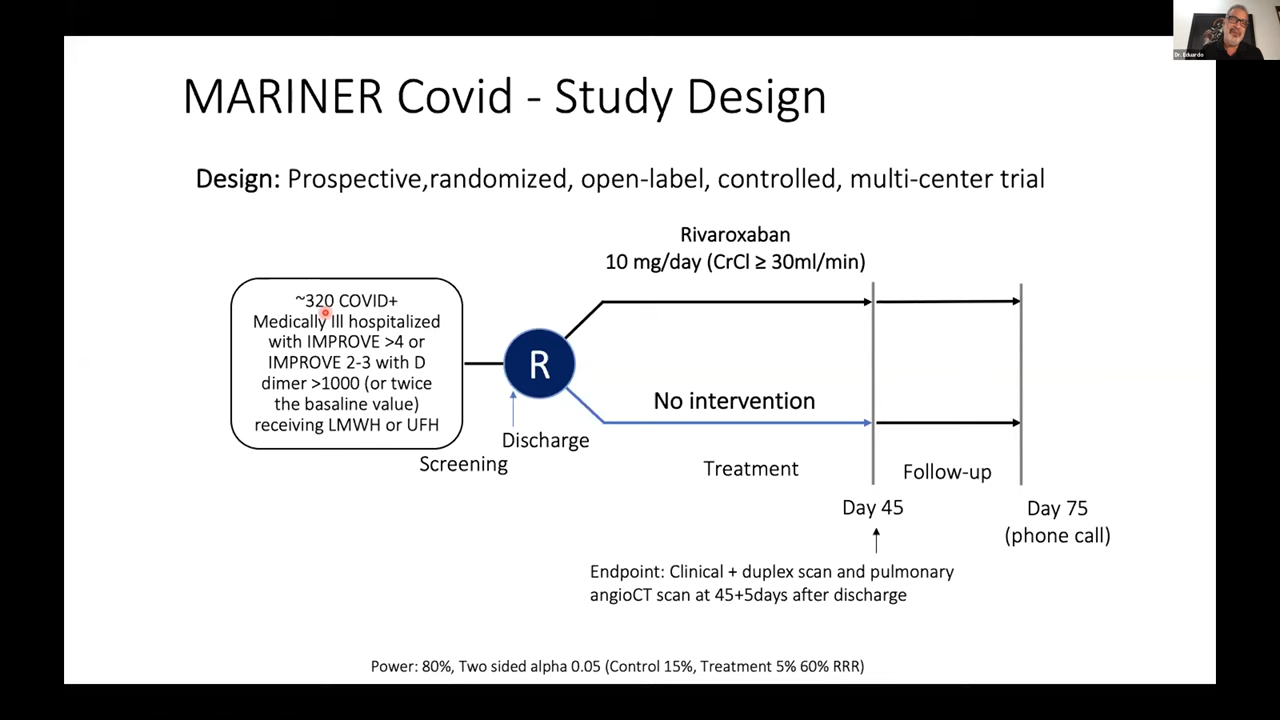 MARINER Covid - Study Design
Design: Prospective,randomized, open-label, controlled, multi-center trial
Rivaroxaban
10 mg/day (CrCl ≥ 30ml/min)
~320 COVID+
Medically Ill hospitalized
with IMPROVE >4 or
IMPROVE 2-3 with D
dimer >1000 (or twice
the basaline value)
receiving LMWH or UFH
R
No intervention
Discharge
Screening
Treatment
Follow-up
Day 45
Day 75
(phone call)
Endpoint: Clinical + duplex scan and pulmonary
angioCT scan at 45+5days after discharge
Power: 80%, Two sided alpha 0.05 (Control 15%, Treatment 5% 60% RRR)
Dr. Eduardo